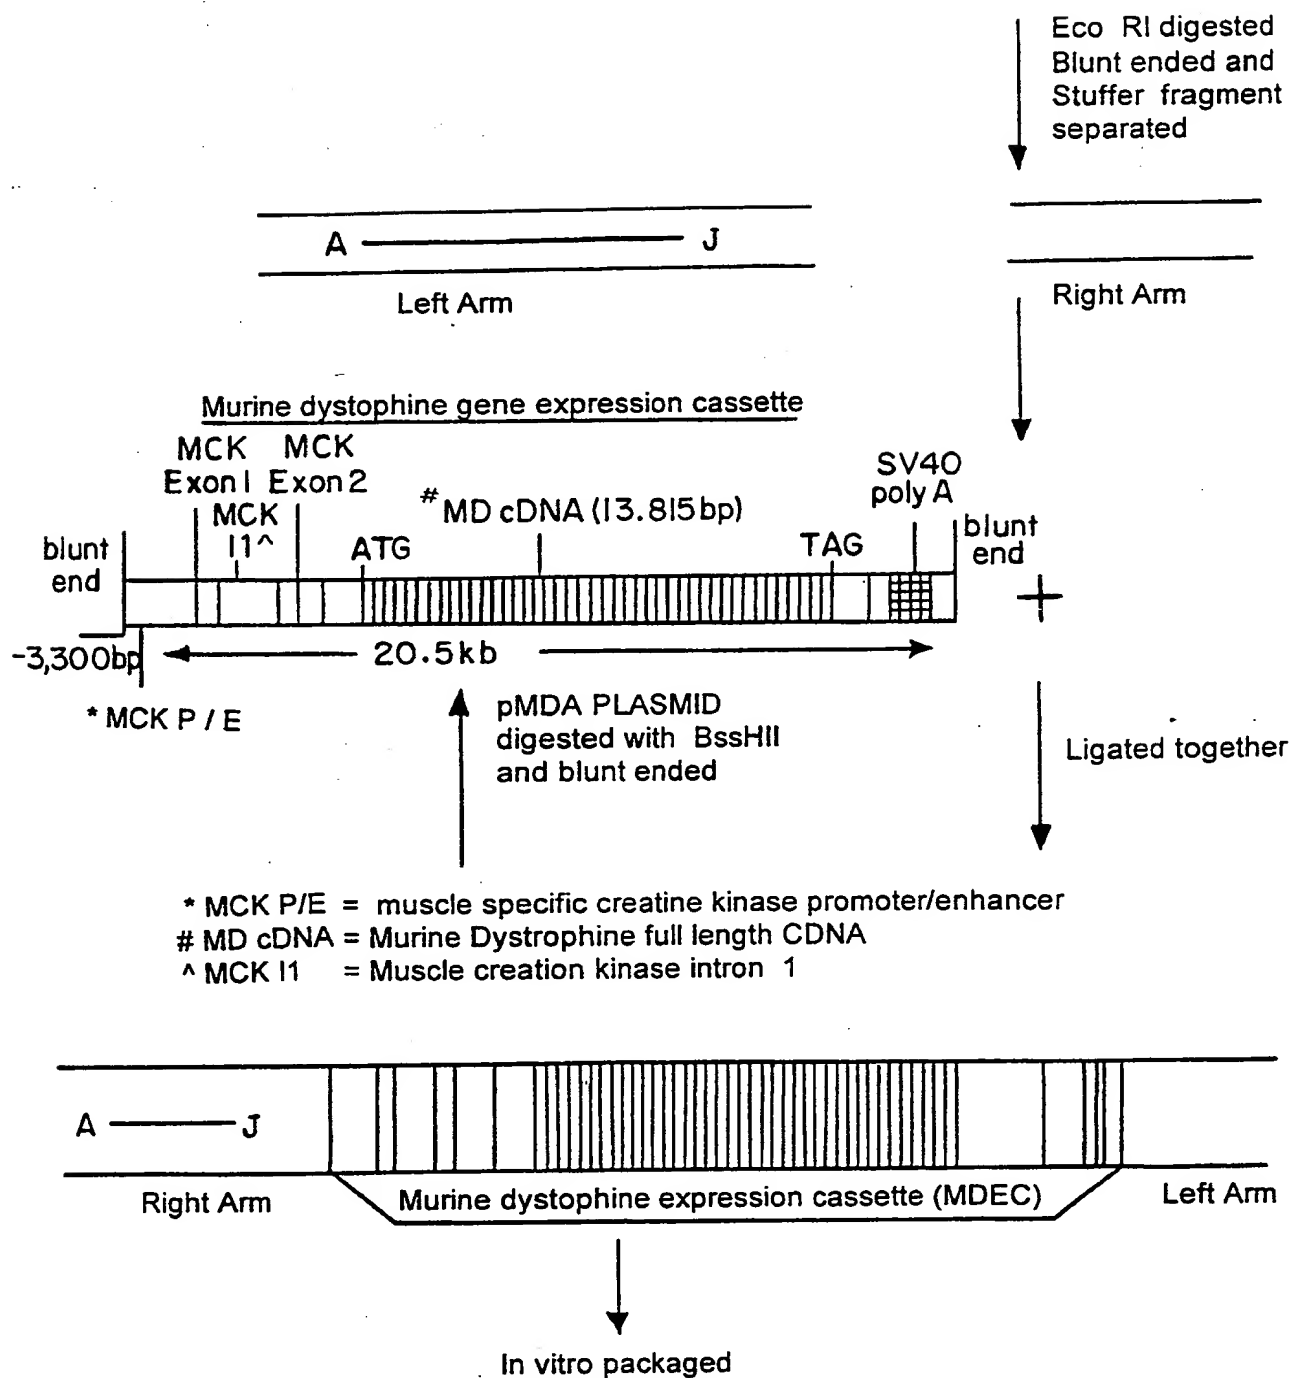 Eco RI digested
Blunt ended and
Stuffer fragment
separated
A J
Left Arm
Right Arm
Murine dystophine gene expression cassette
MCK
Exon 1
MCK
Exon 2
MCK
I1^
# MD cDNA (13.815bp)
SV40
poly A
blunt
end
ATG
TAG
blunt
end
+
-3,300bp
20.5kb
* MCK P / E
pMDA PLASMID
digested with BssHII
and blunt ended
Ligated together
* MCK P/E = muscle specific creatine kinase promoter/enhancer
# MD cDNA = Murine Dystrophine full length CDNA
^ MCK I1 = Muscle creation kinase intron 1
A J
Right Arm
Murine dystophine expression cassette (MDEC)
Left Arm
In vitro packaged